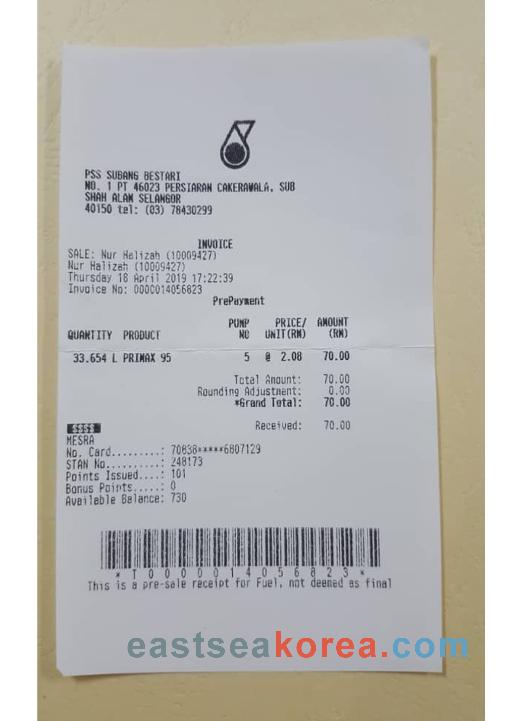 PSS SUBANG BESTARI
NO. 1 PT 46023 PERSIARAN CAKERAWALA, SUB
SHAH ALAM SELANGOR
40150 tel: (03) 78430299
INVOICE
SALE: Nur Halizah (10009427)
Nur Halizah (10009427)
Thursday 18 April 2019 17:22:39
Invoice No: 0000014056823
PrePayment
QUANTITY PRODUCT PUMP NO PRICE/ UNIT(RM) AMOUNT (RM)
33.654 L PRIMAX 95 5 @ 2.08 70.00
Total Amount: 70.00
Rounding Adjustment: 0.00
*Grand Total: 70.00
$$$$ Received: 70.00
MESRA
No. Card.........: 70838*****6807129
STAN No..........: 248173
Points Issued....: 101
Bonus Points.....: 0
Available Balance: 730
*T0000014056823*
This is a pre-sale receipt for Fuel, not deemed as final
eastseakorea.com